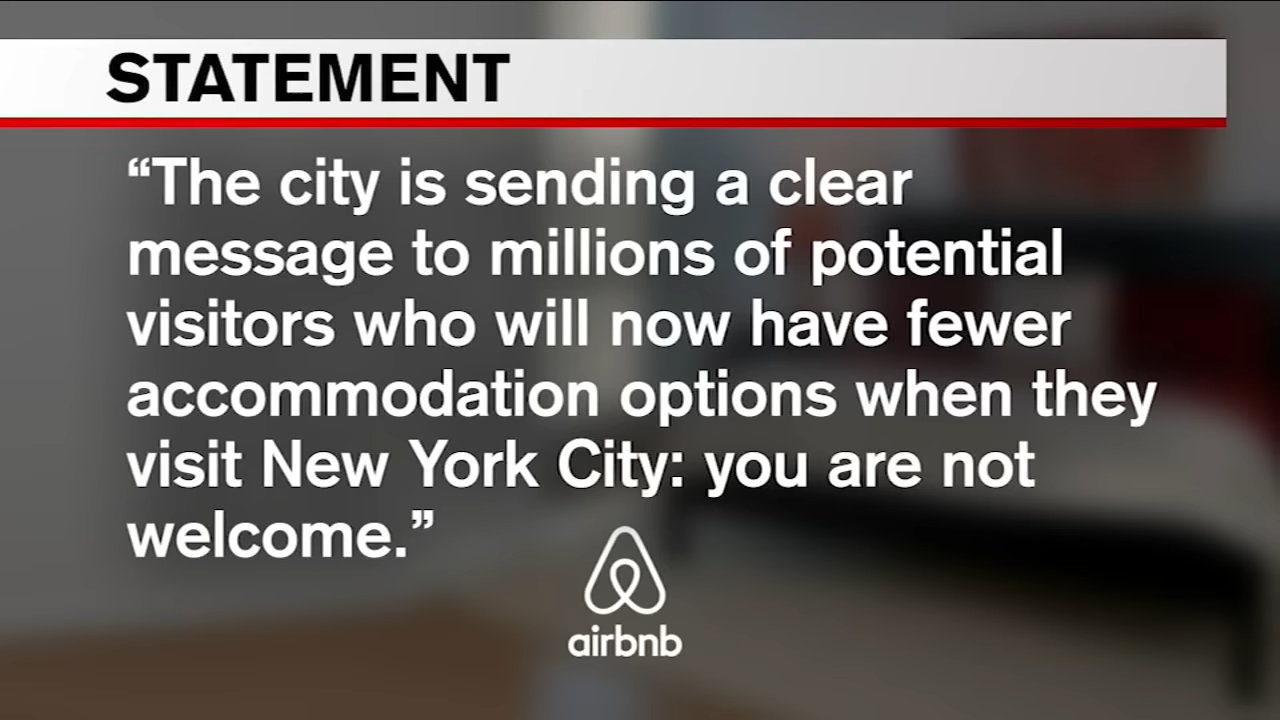 STATEMENT
“The city is sending a clear
message to millions of potential
visitors who will now have fewer
accommodation options when they
visit New York City: you are not
welcome.”
airbnb